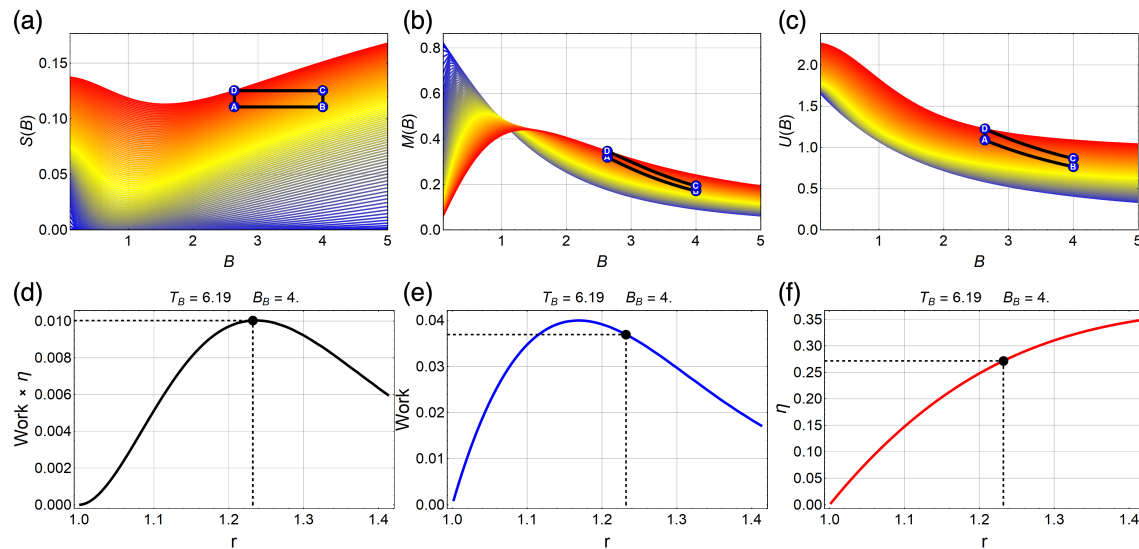 (a)
S(B)
0.15
0.10
0.05
0.00
1 2 3 4 5
B
D C
A B
(b)
M(B)
0.8
0.6
0.4
0.2
0.0
1 2 3 4 5
B
D
A
C
(c)
U(B)
2.0
1.5
1.0
0.5
0.0
1 2 3 4 5
B
D
A
C
B
(d)
T_B = 6.19 B_B = 4.
Work × η
0.010
0.008
0.006
0.004
0.002
0.000
1.0 1.1 1.2 1.3 1.4
r
(e)
T_B = 6.19 B_B = 4.
Work
0.04
0.03
0.02
0.01
0.00
1.0 1.1 1.2 1.3 1.4
r
(f)
T_B = 6.19 B_B = 4.
η
0.35
0.30
0.25
0.20
0.15
0.10
0.05
0.00
1.0 1.1 1.2 1.3 1.4
r